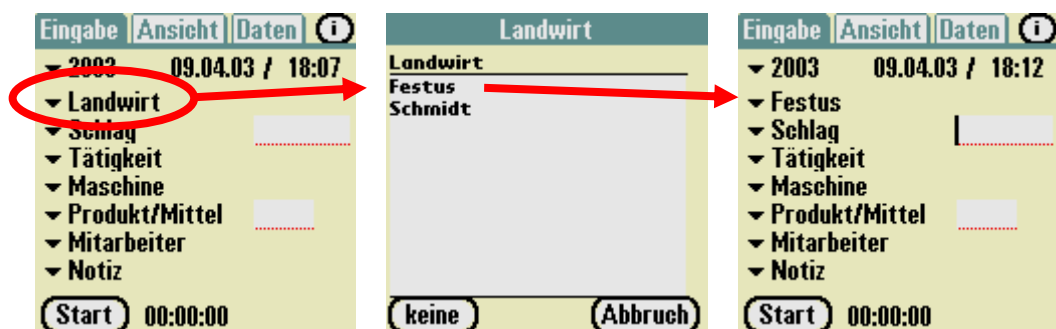 Eingabe Ansicht Daten i
2003 09.04.03 / 18:07
Landwirt
Schlag
Tätigkeit
Maschine
Produkt/Mittel
Mitarbeiter
Notiz
Start 00:00:00
Landwirt
Landwirt
Festus
Schmidt
keine Abbruch
Eingabe Ansicht Daten i
2003 09.04.03 / 18:12
Festus
Schlag
Tätigkeit
Maschine
Produkt/Mittel
Mitarbeiter
Notiz
Start 00:00:00